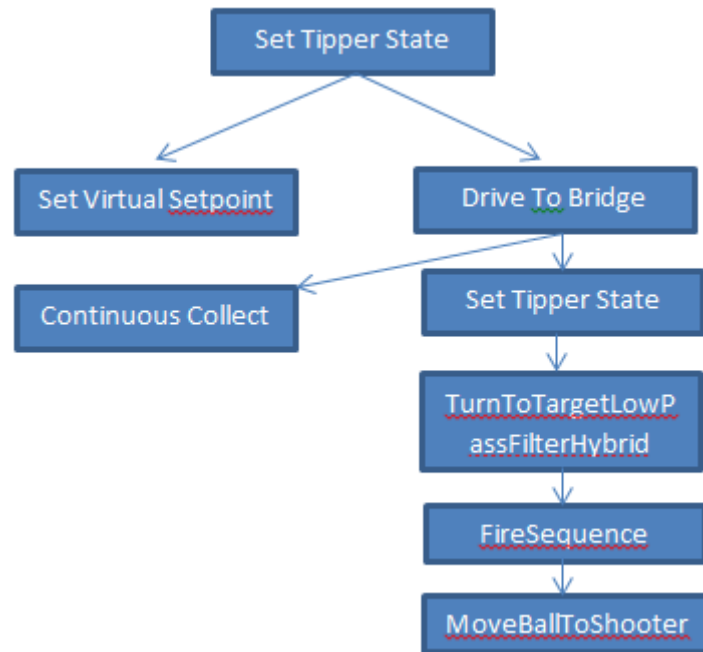 Set Tipper State
Set Virtual Setpoint
Drive To Bridge
Continuous Collect
Set Tipper State
TurnToTargetLowP
assFilterHybrid
FireSequence
MoveBallToShooter